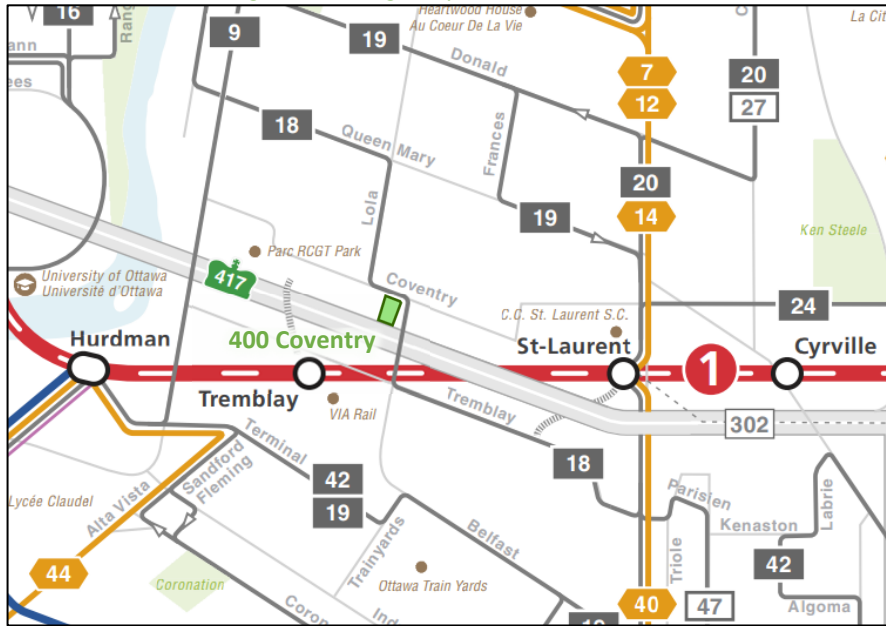 16
9
19
Heartwood House
Au Coeur De La Vie
Donald
7
12
20
27
La Cit
18
Queen Mary
Frances
20
14
Lola
19
Ken Steele
Parc RCGT Park
417
University of Ottawa
Université d'Ottawa
Coventry
C.C. St. Laurent S.C.
24
400 Coventry
Hurdman
St-Laurent
1
Cyrville
Tremblay
VIA Rail
Tremblay
302
Terminal
Sandford
Fleming
42
19
18
Parisien
Lycée Claudel
Alta Vista
Belfast
Kenaston
Labrie
Trainyards
Triole
42
44
Coronation
Ottawa Train Yards
40
47
Algoma
Coron
Ind